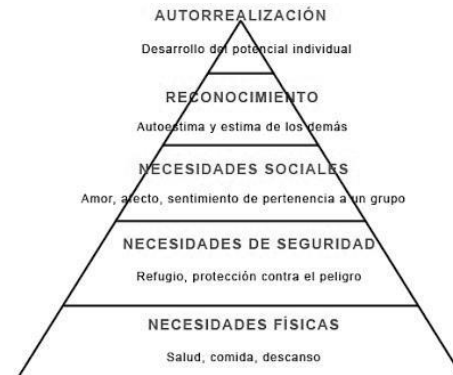 AUTORREALIZACIÓN
Desarrollo del potencial individual
RECONOCIMIENTO
Autoestima y estima de los demás
NECESIDADES SOCIALES
Amor, afecto, sentimiento de pertenencia a un grupo
NECESIDADES DE SEGURIDAD
Refugio, protección contra el peligro
NECESIDADES FÍSICAS
Salud, comida, descanso